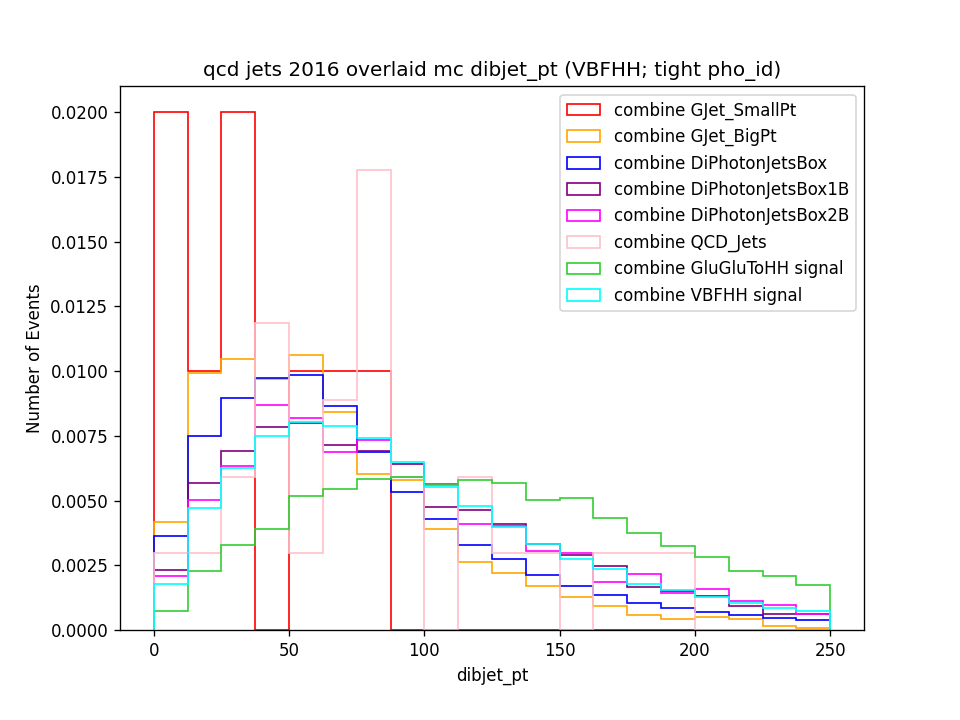 qcd jets 2016 overlaid mc dibjet_pt (VBFHH; tight pho_id)
combine GJet_SmallPt
combine GJet_BigPt
combine DiPhotonJetsBox
combine DiPhotonJetsBox1B
combine DiPhotonJetsBox2B
combine QCD_Jets
combine GluGluToHH signal
combine VBFHH signal
Number of Events
0.0200
0.0175
0.0150
0.0125
0.0100
0.0075
0.0050
0.0025
0.0000
0 50 100 150 200 250
dibjet_pt